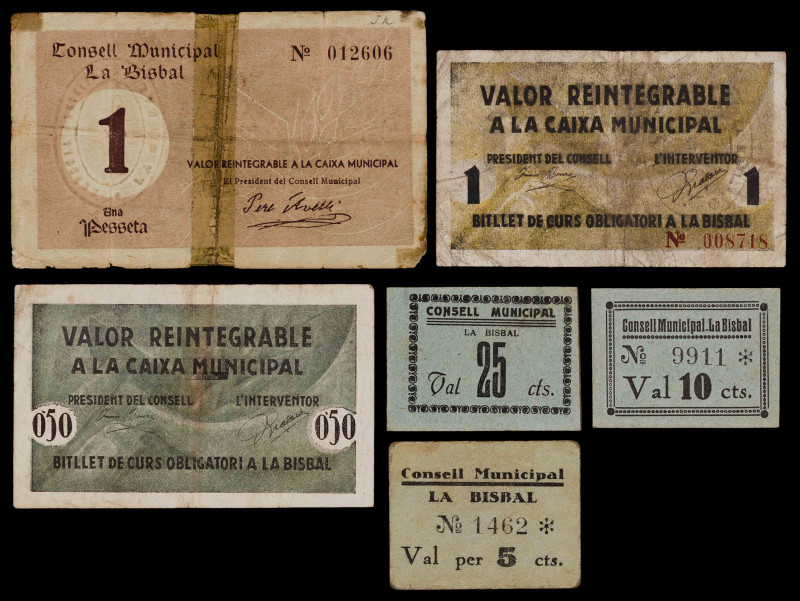 J.K
Consell Municipal
La Bisbal
Nº 012606
1
VALOR REINTEGRABLE A LA CAIXA MUNICIPAL
El President del Consell Municipal
Una
Pesseta
VALOR REINTEGRABLE
A LA CAIXA MUNICIPAL
PRESIDENT DEL CONSELL L'INTERVENTOR
1 1
BITLLET DE CURS OBLIGATORI A LA BISBAL
Nº 008718
VALOR REINTEGRABLE
A LA CAIXA MUNICIPAL
PRESIDENT DEL CONSELL L'INTERVENTOR
0'50 0'50
BITLLET DE CURS OBLIGATORI A LA BISBAL
CONSELL MUNICIPAL
LA BISBAL
Val 25 cts.
Consell Municipal.La Bisbal
Nº 9911 *
Val 10 cts.
Consell Municipal
LA BISBAL
Nº 1462 *
Val per 5 cts.